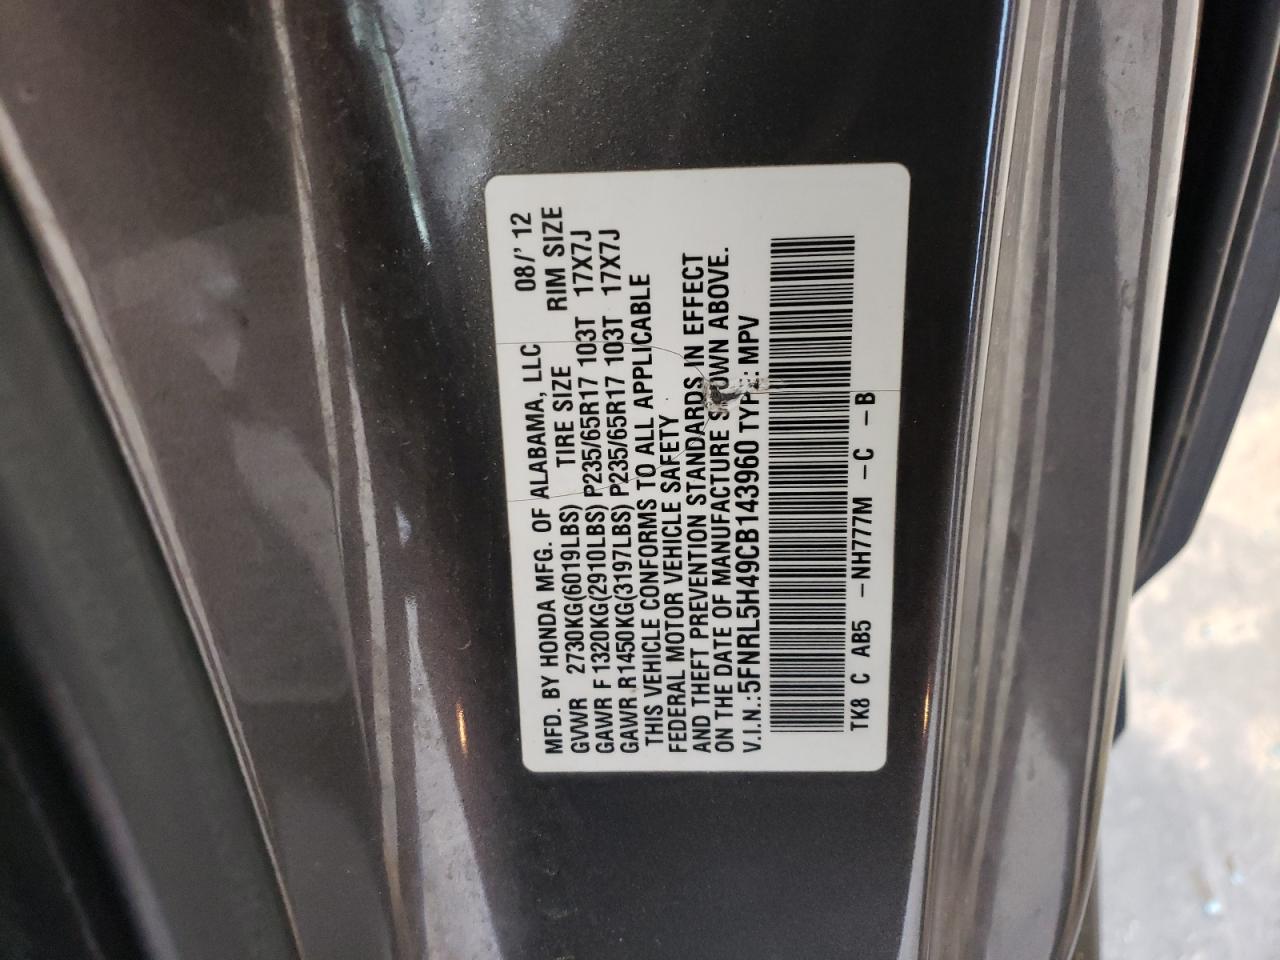 MFD. BY HONDA MFG. OF ALABAMA, LLC 08/'12
GVWR 2730KG(6019LBS) TIRE SIZE RIM SIZE
GAWR F1320KG(2910LBS) P235/65R17 103T 17X7J
GAWR R1450KG(3197LBS) P235/65R17 103T 17X7J
THIS VEHICLE CONFORMS TO ALL APPLICABLE
FEDERAL MOTOR VEHICLE SAFETY
AND THEFT PREVENTION STANDARDS IN EFFECT
ON THE DATE OF MANUFACTURE SHOWN ABOVE.
V.I.N.:5FNRL5H49CB143960 TYPE: MPV
TK8 C AB5 -NH777M -C -B